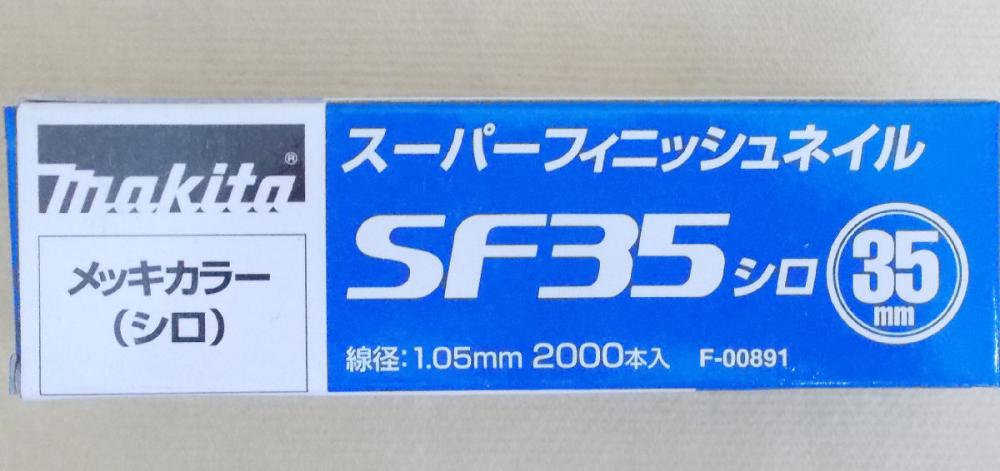 makita®
メッキカラー
(シロ)
スーパーフィニッシュネイル
SF35シロ
35
mm
線径:1.05mm 2000本入 F-00891